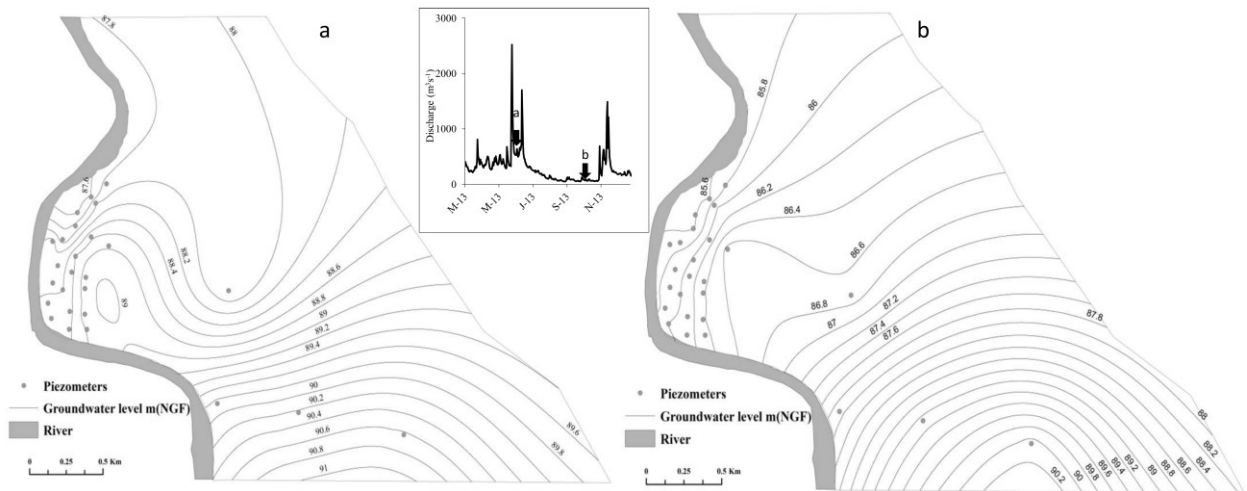 a
87.8
88
87.6
88.2
88.4
88.6
88.8
89
89
89.2
89.4
90
90.2
90.4
90.6
90.8
91
89.6
89.8
Piezometers
Groundwater level m(NGF)
River
0 0.25 0.5 Km
3000
2000
1000
0
Discharge (m³s⁻¹)
a
b
M-13
M-13
J-13
S-13
N-13
b
85.8
86
85.6
86.2
86.4
86.6
86.8
87
87.2
87.4
87.6
87.8
88
88.2
88.4
88.6
88.8
89
89.2
89.4
89.6
89.8
90
90.2
Piezometers
Groundwater level m(NGF)
River
0 0.25 0.5 Km